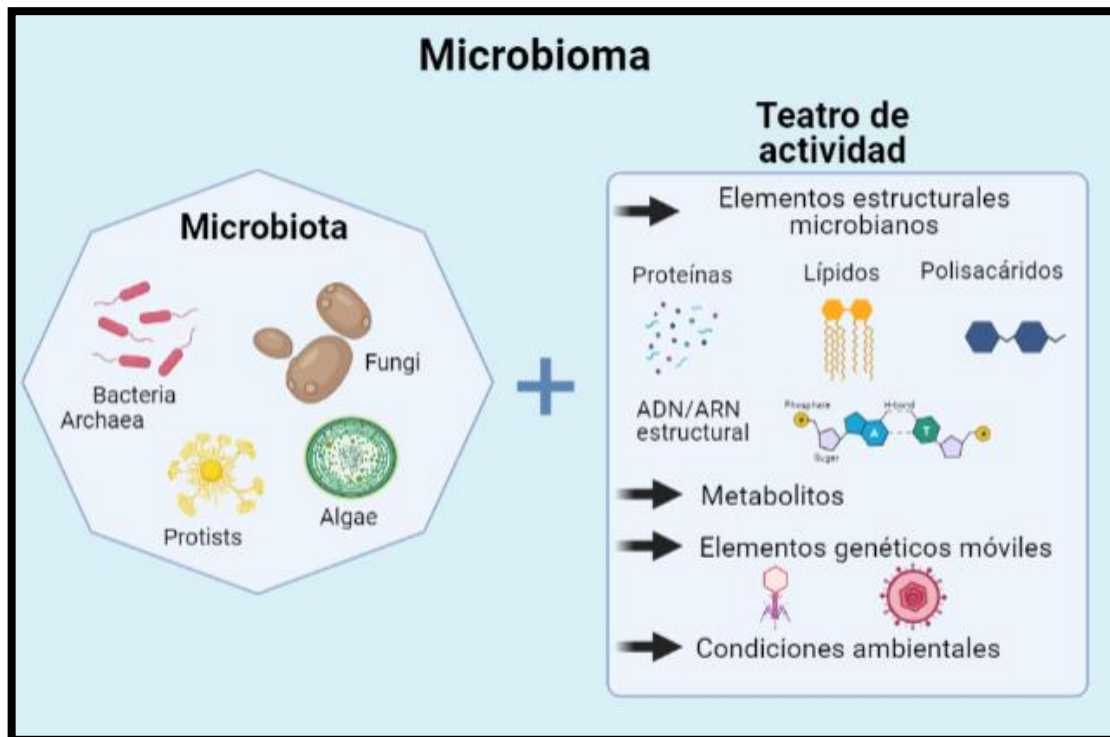 Microbioma
Microbiota
Bacteria
Archaea
Fungi
Protists
Algae
Teatro de
actividad
Elementos estructurales
microbianos
Proteínas
Lípidos
Polisacáridos
ADN/ARN
estructural
Phosphate
H-bond
A
T
Sugar
Metabolitos
Elementos genéticos móviles
Condiciones ambientales